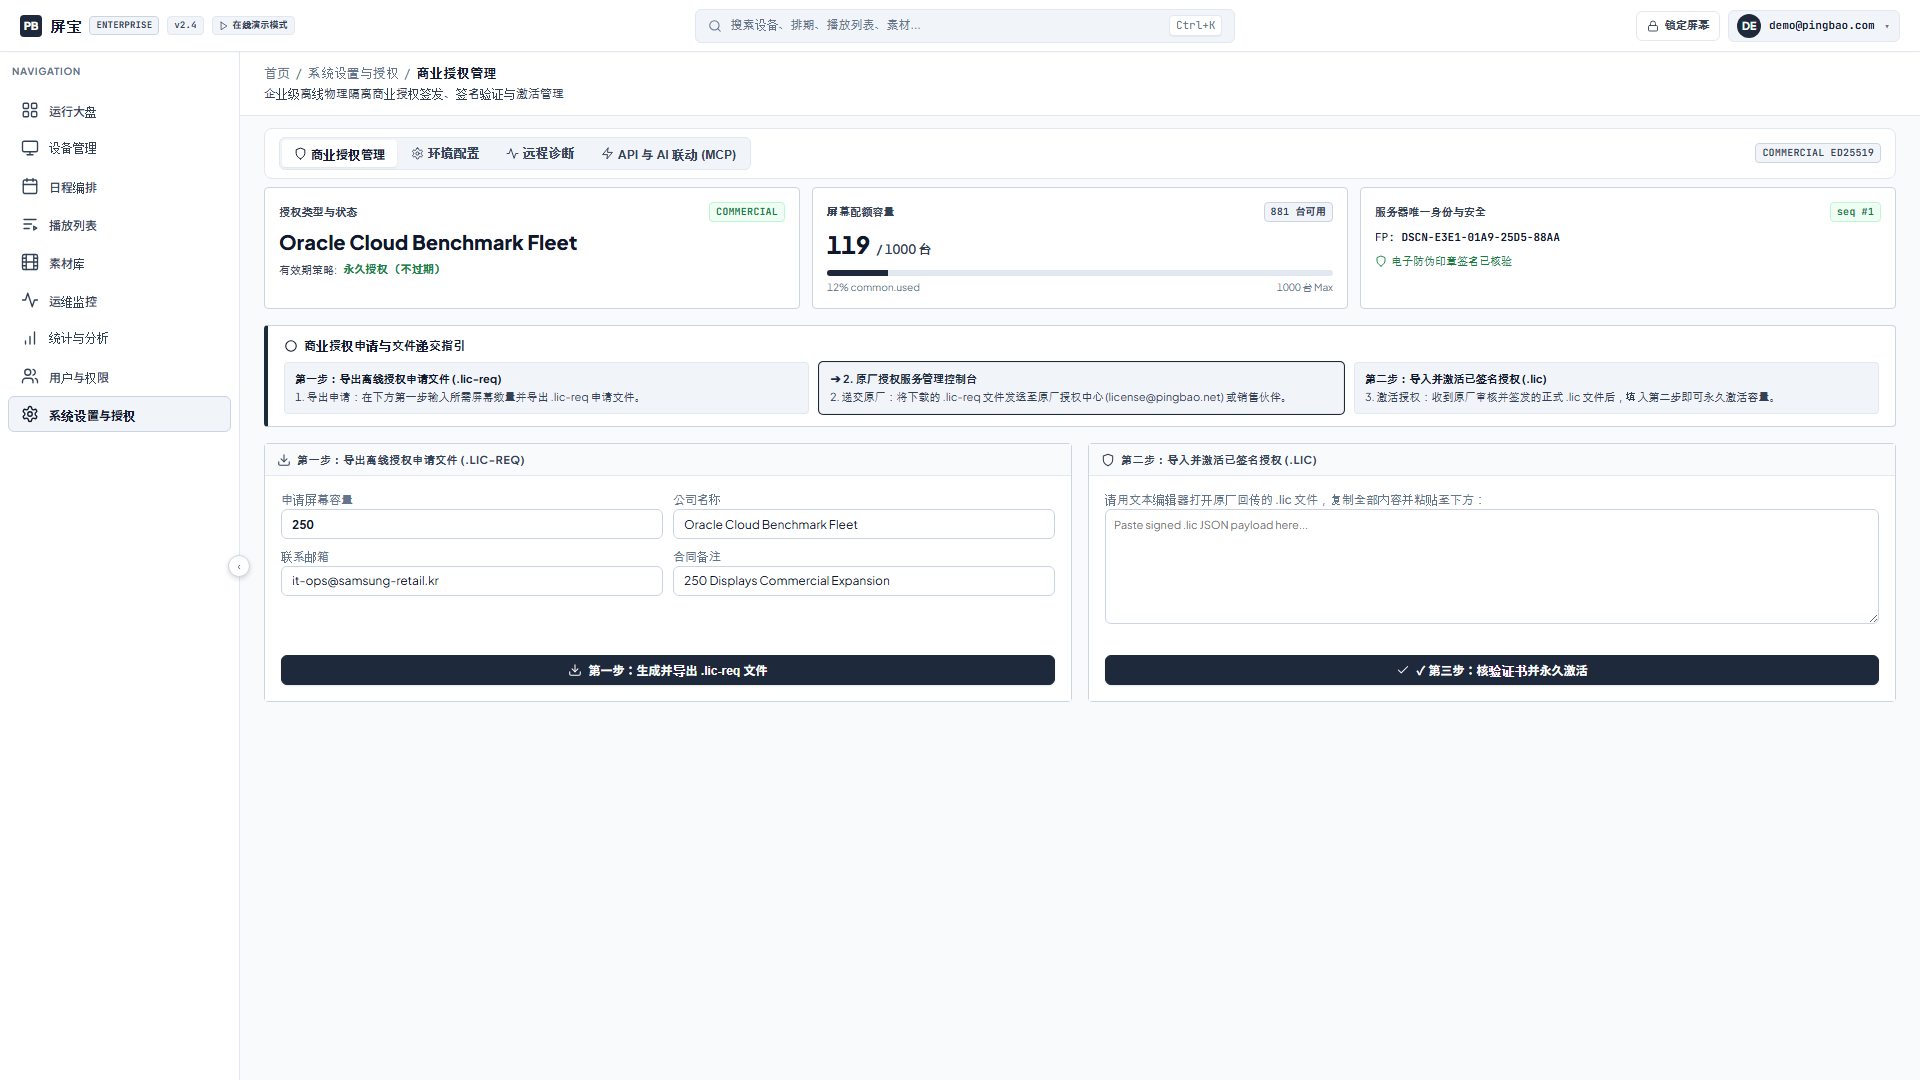 PB 屏宝 ENTERPRISE v2.4 在线演示模式
搜索设备、排期、播放列表、素材... Ctrl+K
锁定屏幕
DE demo@pingbao.com
NAVIGATION
运行大盘
设备管理
日程编排
播放列表
素材库
运维监控
统计与分析
用户与权限
系统设置与授权
首页 / 系统设置与授权 / 商业授权管理
企业级离线物理隔离商业授权签发、签名验证与激活管理
商业授权管理 环境配置 远程诊断 API 与 AI 联动 (MCP)
COMMERCIAL ED25519
授权类型与状态 COMMERCIAL
Oracle Cloud Benchmark Fleet
有效期策略: 永久授权（不过期）
屏幕配额容量 881 台可用
119 / 1000 台
12% common.used 1000 台 Max
服务器唯一身份与安全 seq #1
FP: DSCN-E3E1-01A9-25D5-88AA
电子防伪印章签名已核验
商业授权申请与文件递交指引
第一步：导出离线授权申请文件 (.lic-req)
1. 导出申请：在下方第一步输入所需屏幕数量并导出 .lic-req 申请文件。
➔ 2. 原厂授权服务管理控制台
2. 递交原厂：将下载的 .lic-req 文件发送至原厂授权中心 (license@pingbao.net) 或销售伙伴。
第二步：导入并激活已签名授权 (.lic)
3. 激活授权：收到原厂审核并签发的正式 .lic 文件后，填入第二步即可永久激活容量。
第一步：导出离线授权申请文件 (.LIC-REQ)
申请屏幕容量
250
公司名称
Oracle Cloud Benchmark Fleet
联系邮箱
it-ops@samsung-retail.kr
合同备注
250 Displays Commercial Expansion
第一步：生成并导出 .lic-req 文件
第二步：导入并激活已签名授权 (.LIC)
请用文本编辑器打开原厂回传的 .lic 文件，复制全部内容并粘贴至下方：
Paste signed .lic JSON payload here...
✓ 第三步：核验证书并永久激活